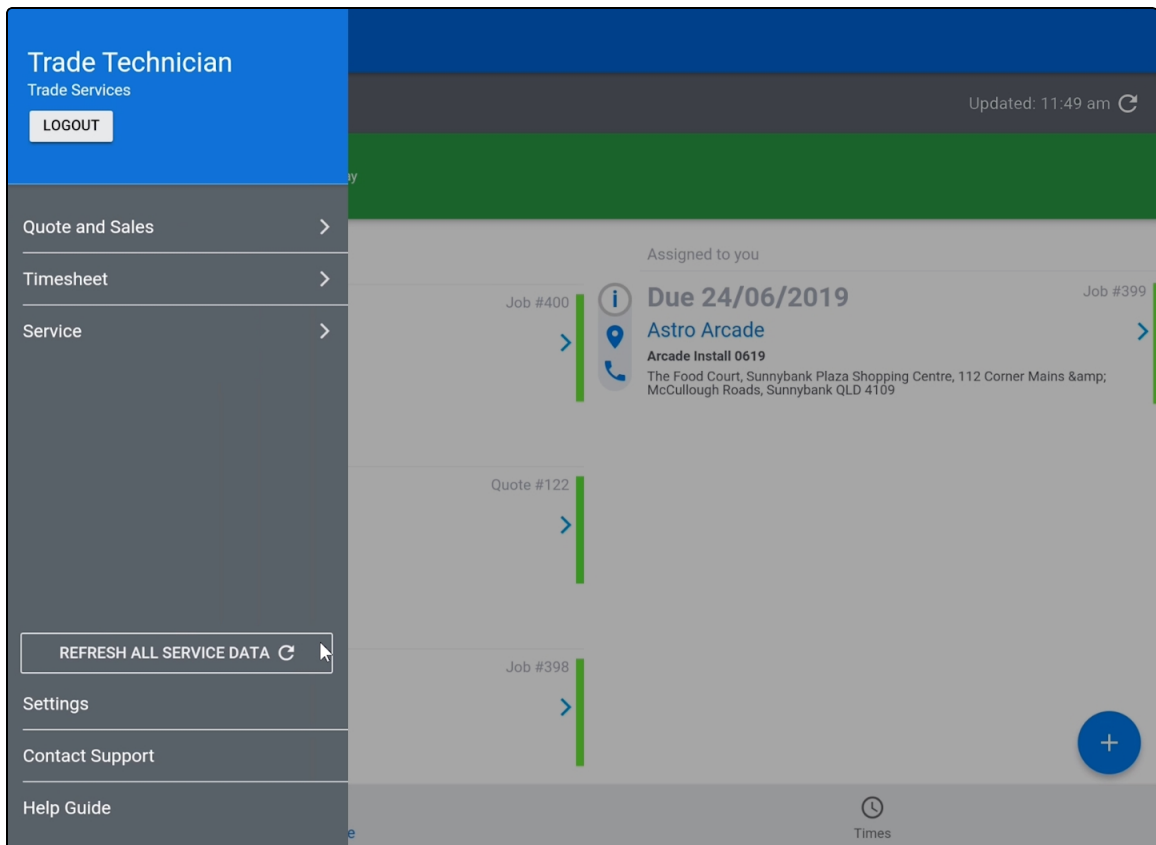 Trade Technician
Trade Services
LOGOUT
Quote and Sales
Timesheet
Service
REFRESH ALL SERVICE DATA
Settings
Contact Support
Help Guide
Updated: 11:49 am
ay
Job #400
Quote #122
Job #398
Assigned to you
Due 24/06/2019
Job #399
Astro Arcade
Arcade Install 0619
The Food Court, Sunnybank Plaza Shopping Centre, 112 Corner Mains &amp;
McCullough Roads, Sunnybank QLD 4109
e
Times